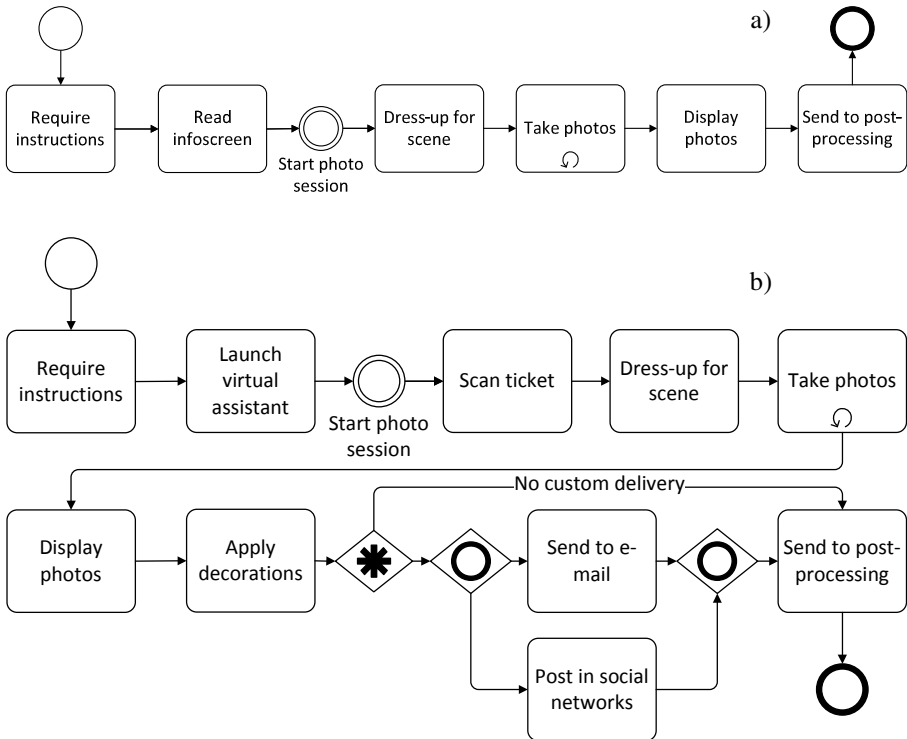 a)
Require
instructions
Read
infoscreen
Start photo
session
Dress-up for
scene
Take photos
Display
photos
Send to post-
processing
b)
Require
instructions
Launch
virtual
assistant
Start photo
session
Scan ticket
Dress-up for
scene
Take photos
No custom delivery
Display
photos
Apply
decorations
Send to e-
mail
Send to post-
processing
Post in social
networks